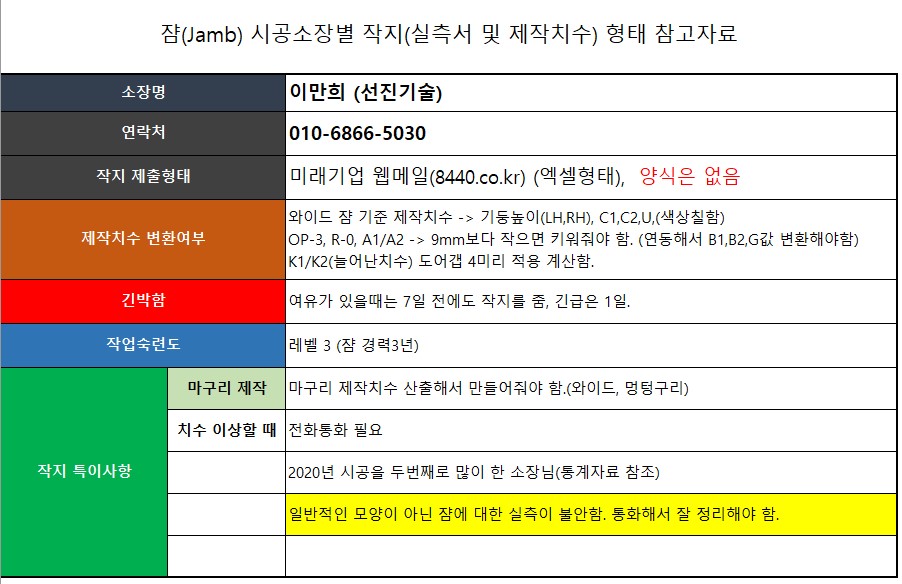 쟘(Jamb) 시공소장별 작지(실측서 및 제작치수) 형태 참고자료
소장명
이만희 (선진기술)
연락처
010-6866-5030
작지 제출형태
미래기업 웹메일(8440.co.kr) (엑셀형태), 양식은 없음
제작치수 변환여부
와이드 쟘 기준 제작치수 -> 기둥높이(LH,RH), C1,C2,U,(색상칠함)
OP-3, R-0, A1/A2 -> 9mm보다 작으면 키워줘야 함. (연동해서 B1,B2,G값 변환해야함)
K1/K2(늘어난치수) 도어갭 4미리 적용 계산함.
긴박함
여유가 있을때는 7일 전에도 작지를 줌, 긴급은 1일.
작업숙련도
레벨 3 (쟘 경력3년)
작지 특이사항
마구리 제작
마구리 제작치수 산출해서 만들어줘야 함.(와이드, 멍텅구리)
치수 이상할 때
전화통화 필요
2020년 시공을 두번째로 많이 한 소장님(통계자료 참조)
일반적인 모양이 아닌 쟘에 대한 실측이 불안함. 통화해서 잘 정리해야 함.